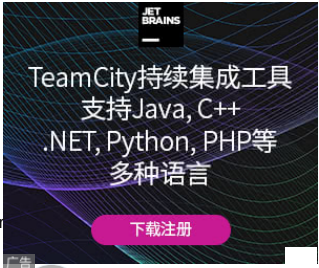 JET
BRAINS
TeamCity持续集成工具
支持Java, C++
.NET, Python, PHP等
多种语言
下载注册
广告